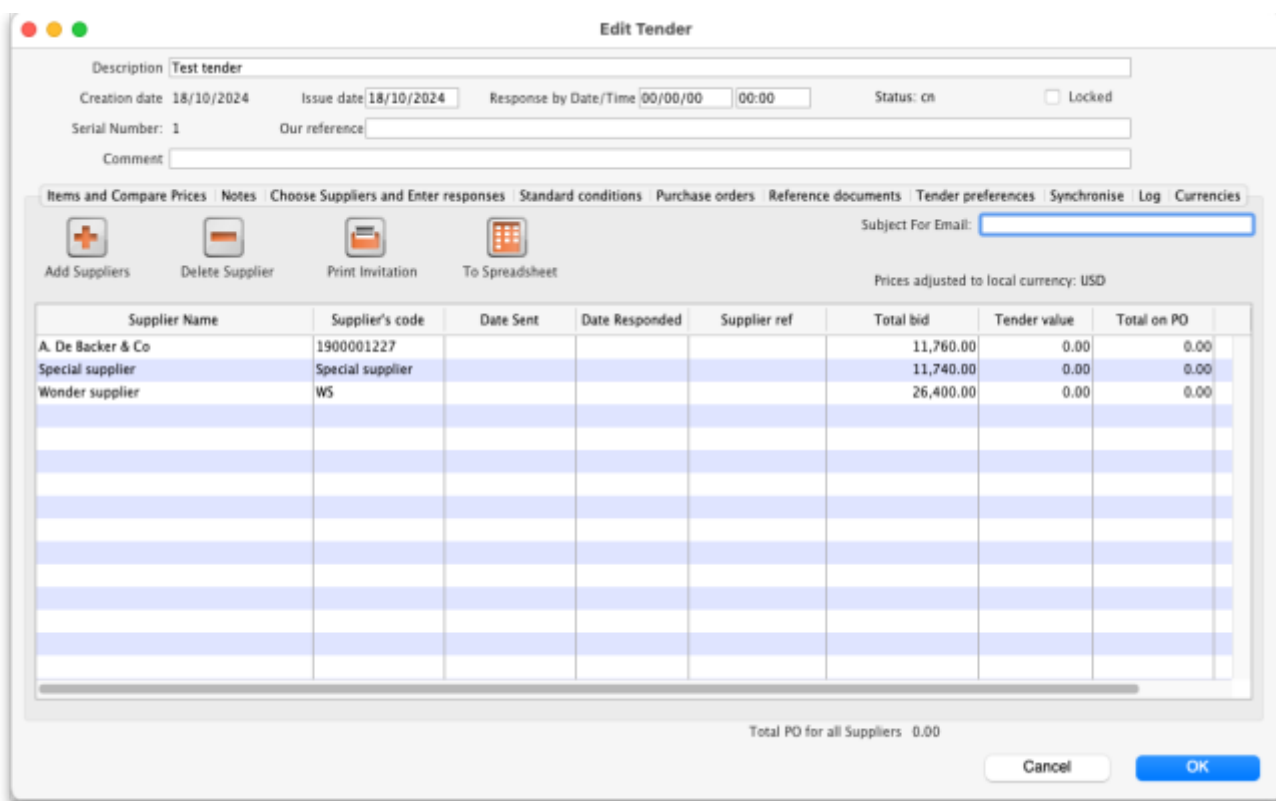 Edit Tender
Description Test tender
Creation date 18/10/2024 Issue date 18/10/2024 Response by Date/Time 00/00/00 00:00 Status: cn Locked
Serial Number: 1 Our reference
Comment
Items and Compare Prices Notes Choose Suppliers and Enter responses Standard conditions Purchase orders Reference documents Tender preferences Synchronise Log Currencies
Subject For Email:
Add Suppliers Delete Supplier Print Invitation To Spreadsheet
Prices adjusted to local currency: USD
Supplier Name Supplier's code Date Sent Date Responded Supplier ref Total bid Tender value Total on PO
A. De Backer & Co 1900001227 11,760.00 0.00 0.00
Special supplier Special supplier 11,740.00 0.00 0.00
Wonder supplier WS 26,400.00 0.00 0.00
Total PO for all Suppliers 0.00
Cancel OK